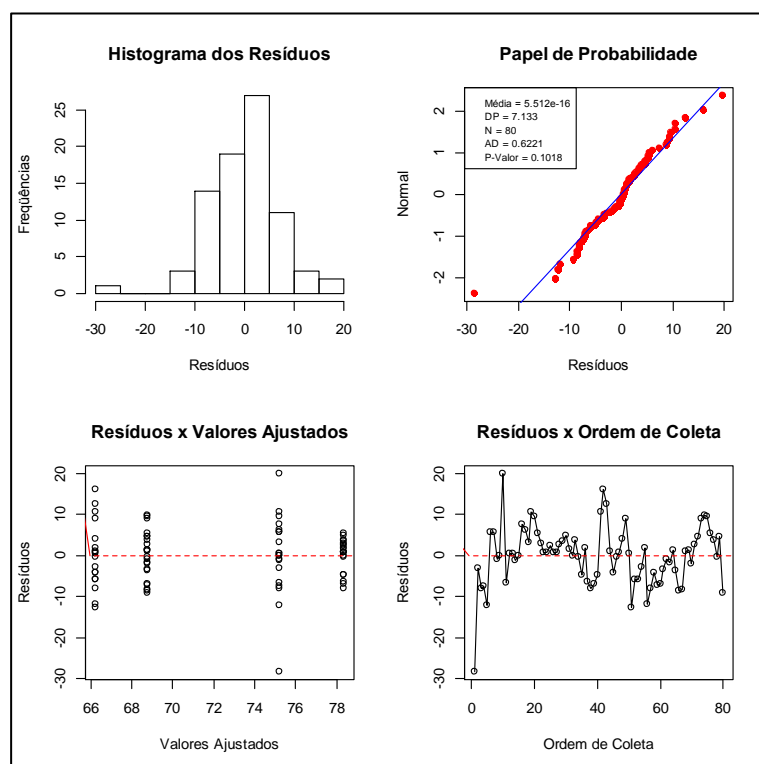 Histograma dos Resíduos
Freqüências
0 5 10 15 20 25
-30 -20 -10 0 10 20
Resíduos
Papel de Probabilidade
Média = 5.512e-16
DP = 7.133
N = 80
AD = 0.6221
P-Valor = 0.1018
Normal
-2 -1 0 1 2
-30 -20 -10 0 10 20
Resíduos
Resíduos x Valores Ajustados
Resíduos
-30 -20 -10 0 10 20
66 68 70 72 74 76 78
Valores Ajustados
Resíduos x Ordem de Coleta
Resíduos
-30 -20 -10 0 10 20
0 20 40 60 80
Ordem de Coleta